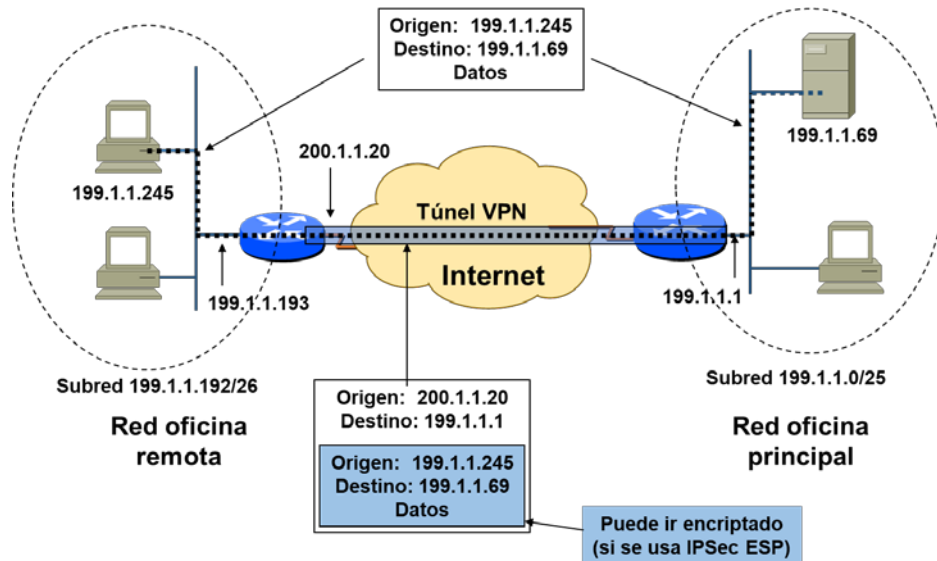 Origen: 199.1.1.245
Destino: 199.1.1.69
Datos
199.1.1.69
200.1.1.20
199.1.1.245
Túnel VPN
Internet
199.1.1.193
199.1.1.1
Subred 199.1.1.192/26
Subred 199.1.1.0/25
Red oficina
remota
Red oficina
principal
Origen: 200.1.1.20
Destino: 199.1.1.1
Origen: 199.1.1.245
Destino: 199.1.1.69
Datos
Puede ir encriptado
(si se usa IPSec ESP)